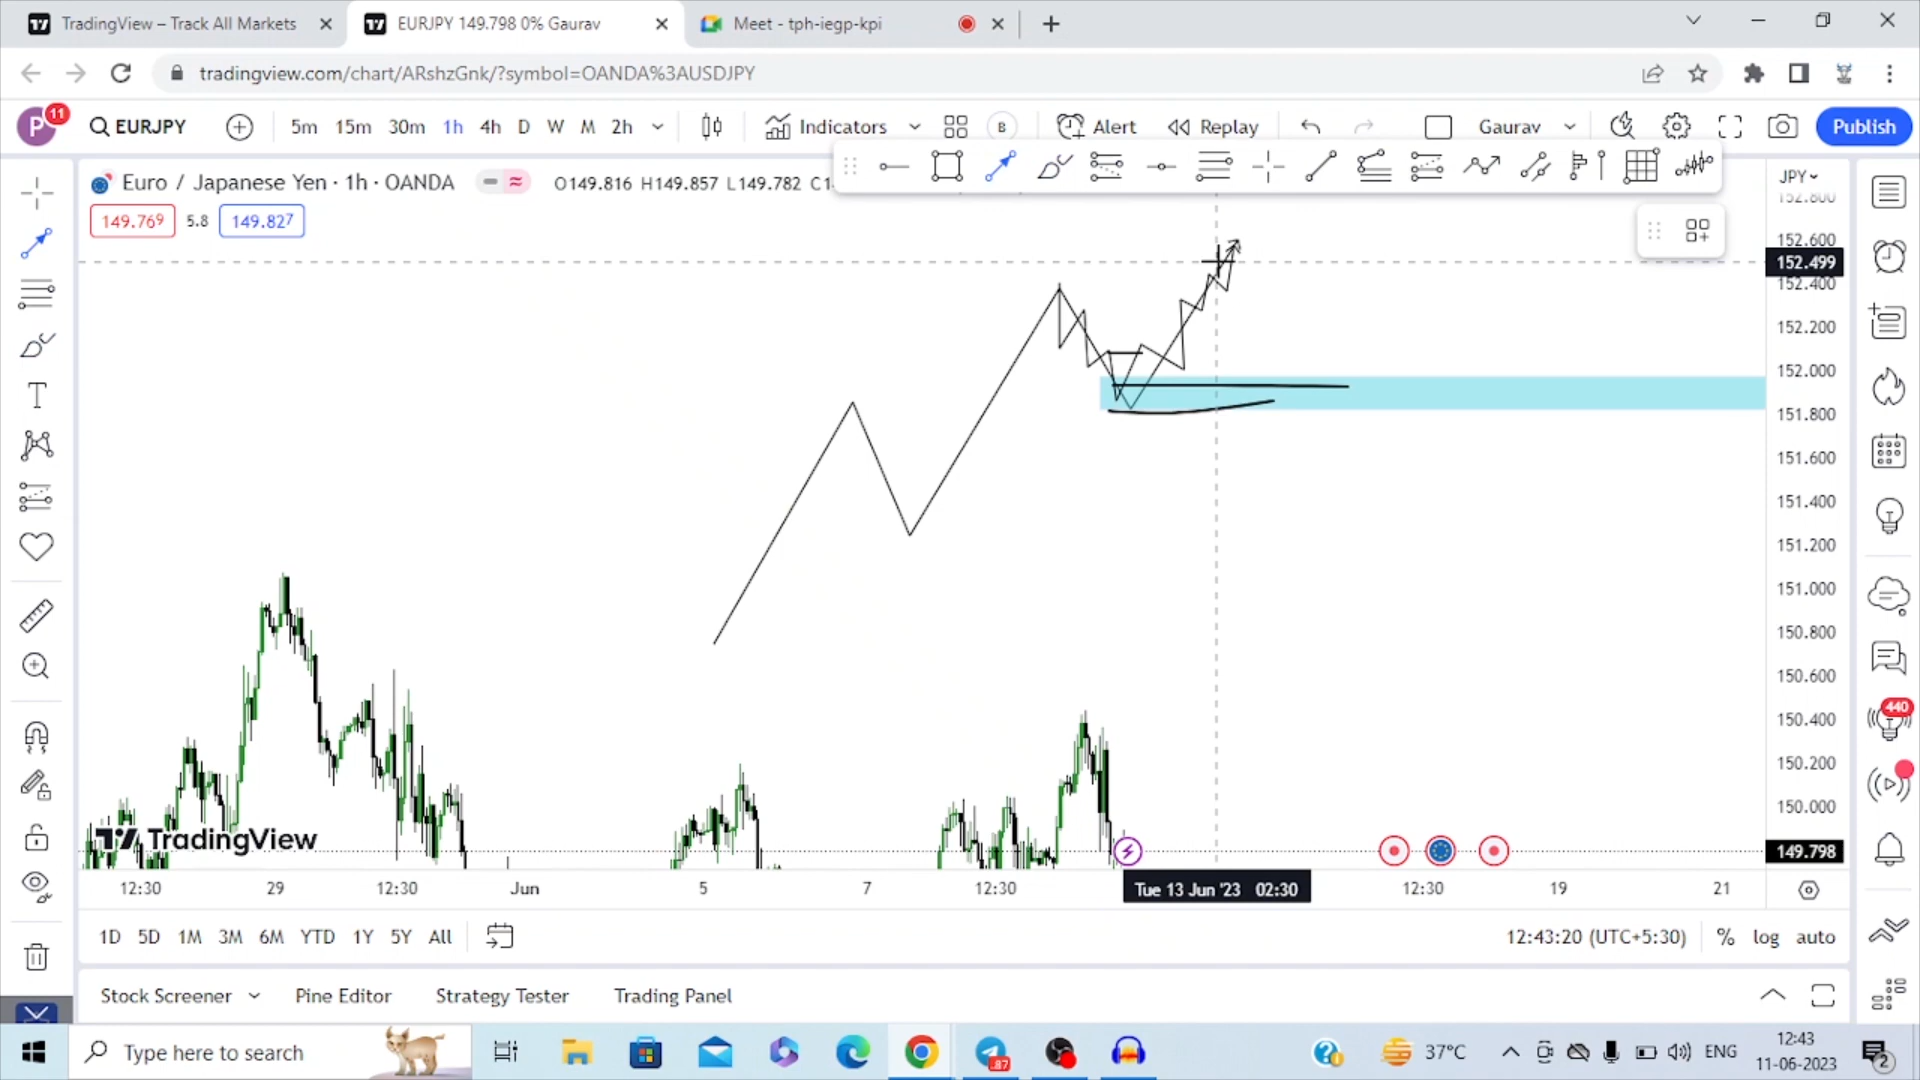 TradingView – Track All Markets
EURJPY 149.798 0% Gaurav
Meet - tph-iegp-kpi
tradingview.com/chart/ARshzGnk/?symbol=OANDA%3AUSDJPY
P 11 EURJPY 5m 15m 30m 1h 4h D W M 2h Indicators B Alert Replay Gaurav Publish
Euro / Japanese Yen · 1h · OANDA O149.816 H149.857 L149.782 C1
149.769 5.8 149.827
JPY
152.800
152.600
152.499
152.400
152.200
152.000
151.800
151.600
151.400
151.200
151.000
150.800
150.600
150.400
150.200
150.000
149.798
440
TradingView
12:30 29 12:30 Jun 5 7 12:30 Tue 13 Jun '23 02:30 12:30 19 21
1D 5D 1M 3M 6M YTD 1Y 5Y All 12:43:20 (UTC+5:30) % log auto
Stock Screener Pine Editor Strategy Tester Trading Panel
Type here to search 87 37°C ENG 12:43
11-06-2023 2